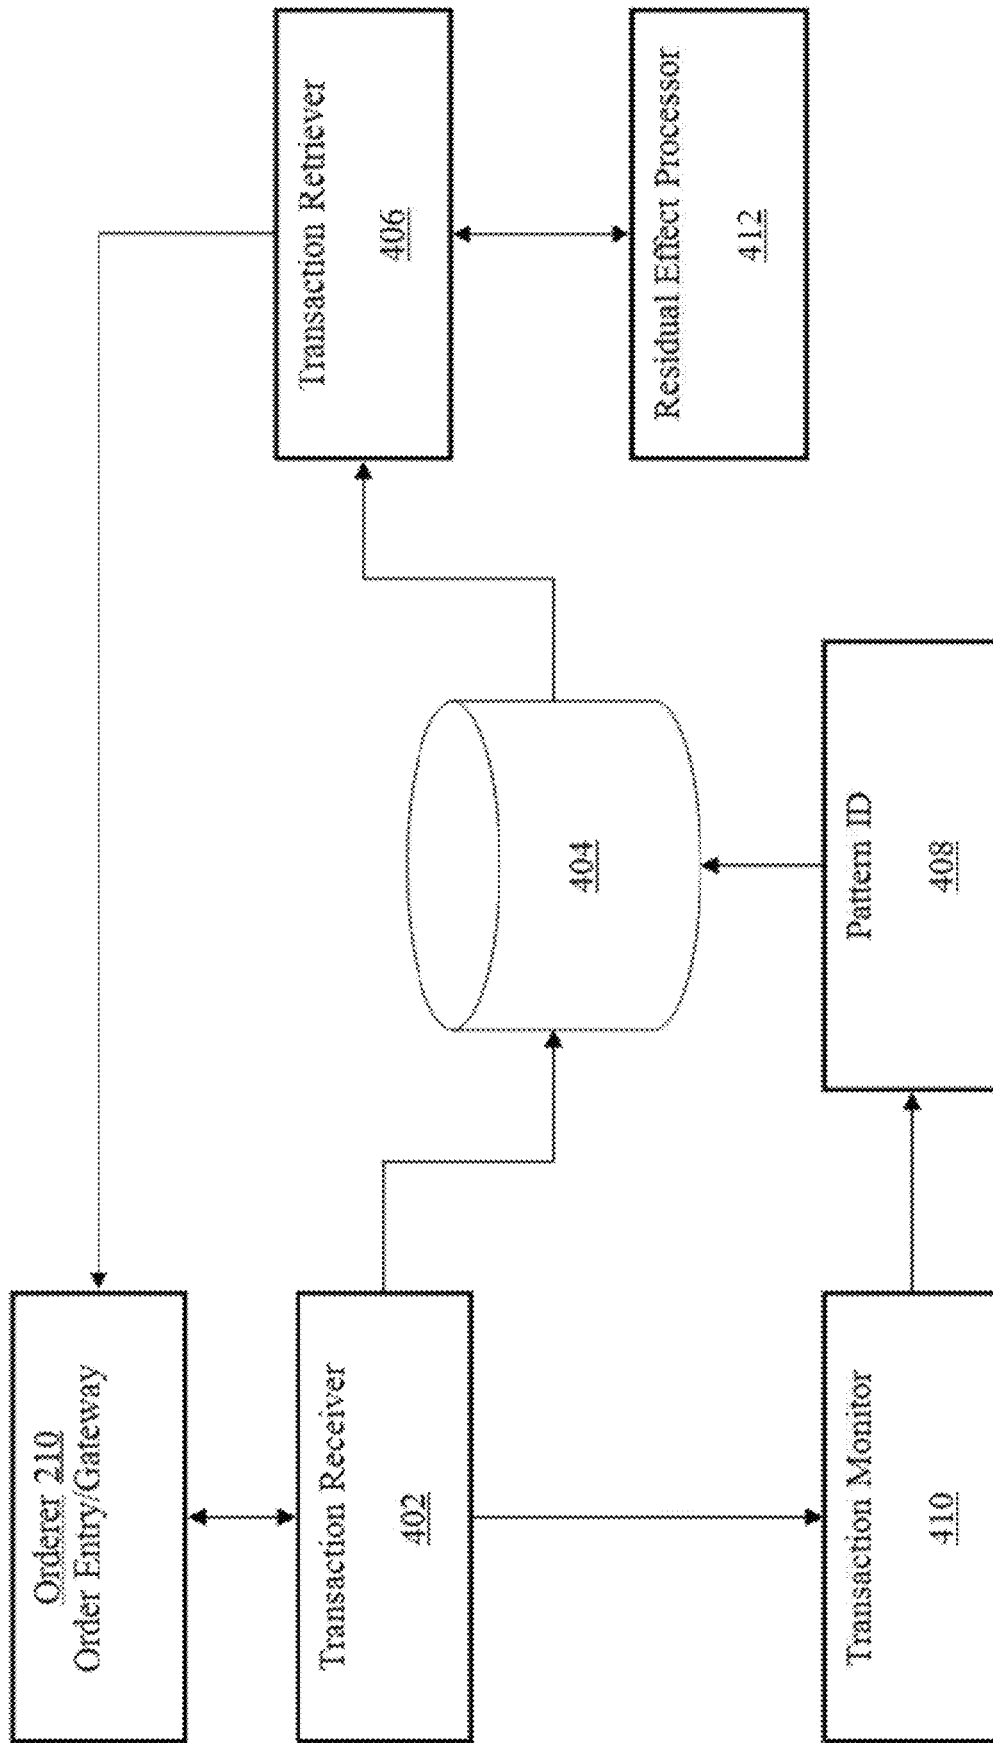 Orderer 210
Order Entry/Gateway
Transaction Receiver
402
Transaction Monitor
410
404
Pattern ID
408
Transaction Retriever
406
Residual Effect Processor
412